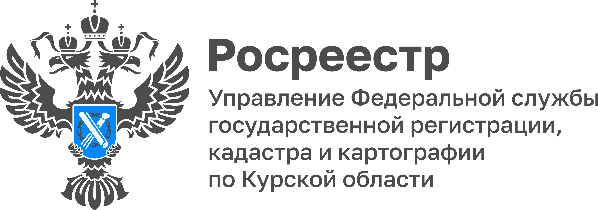 Росреестр
Управление Федеральной службы
государственной регистрации,
кадастра и картографии
по Курской области